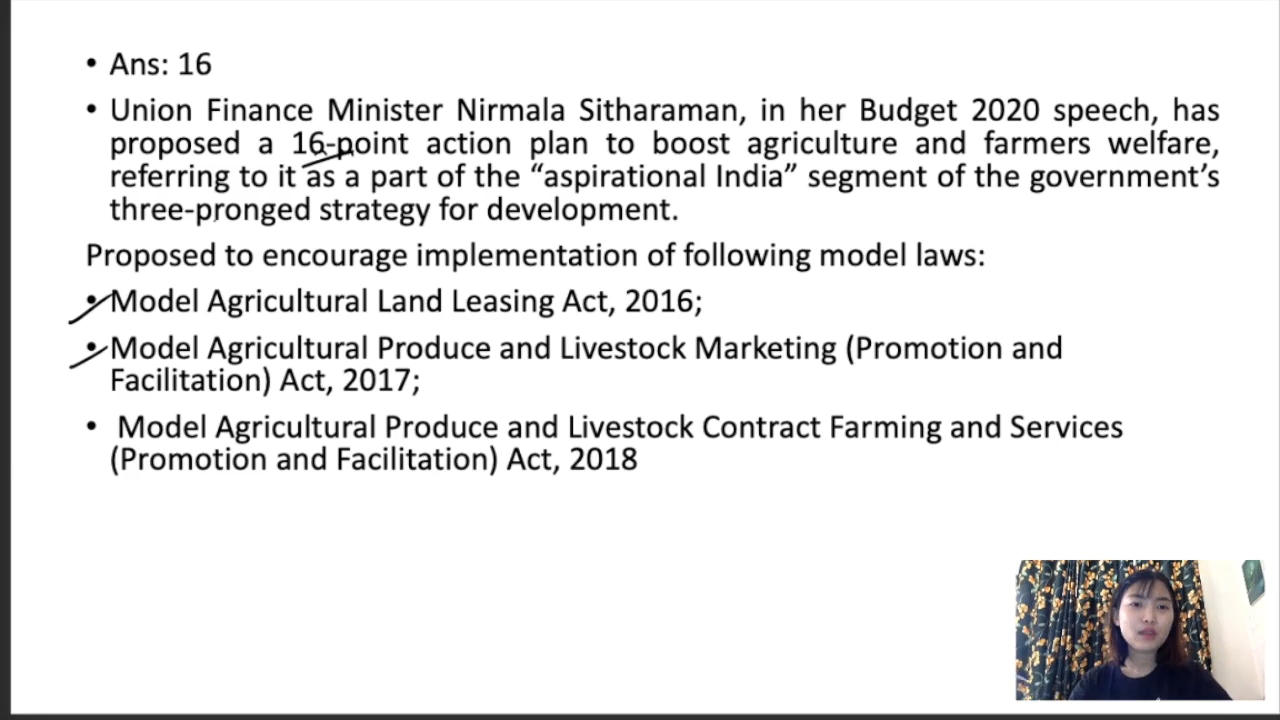 • Ans: 16
• Union Finance Minister Nirmala Sitharaman, in her Budget 2020 speech, has
proposed a 16-point action plan to boost agriculture and farmers welfare,
referring to it as a part of the “aspirational India” segment of the government’s
three-pronged strategy for development.
Proposed to encourage implementation of following model laws:
• Model Agricultural Land Leasing Act, 2016;
• Model Agricultural Produce and Livestock Marketing (Promotion and
Facilitation) Act, 2017;
• Model Agricultural Produce and Livestock Contract Farming and Services
(Promotion and Facilitation) Act, 2018